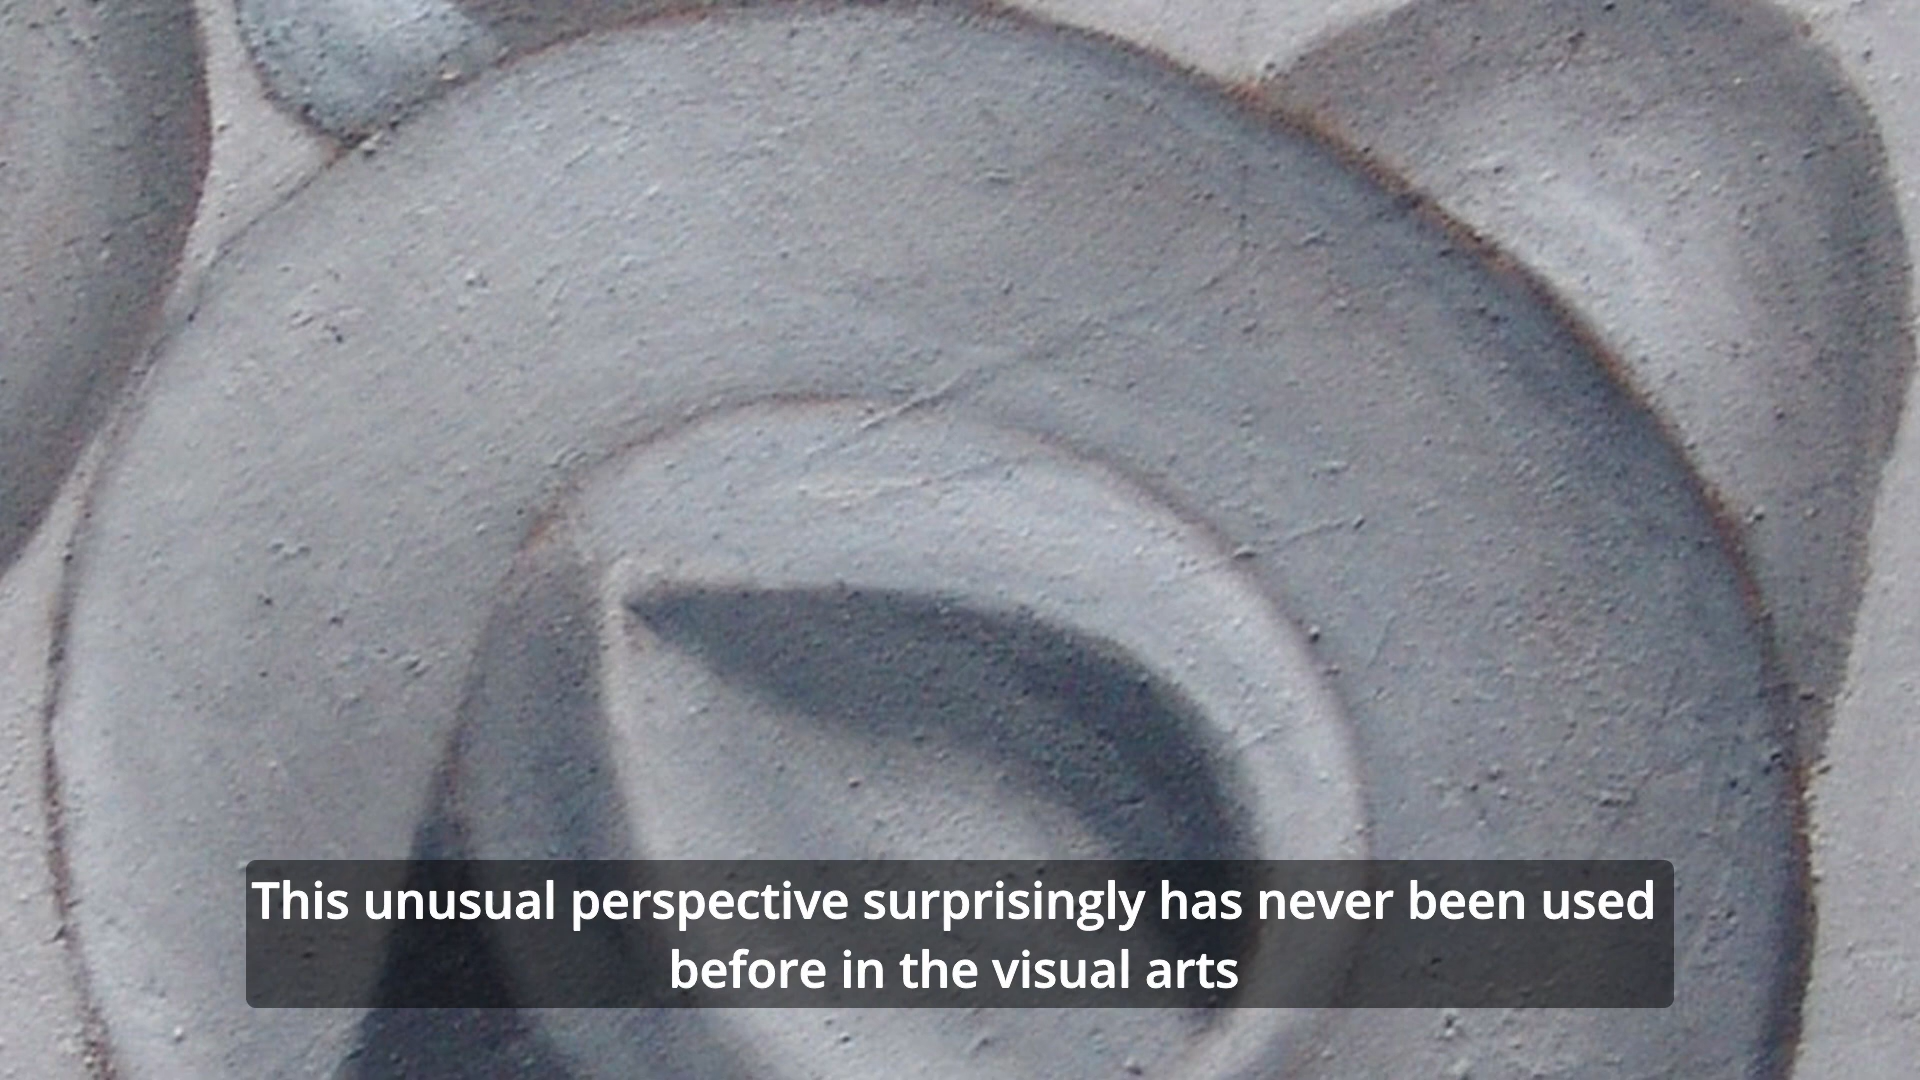 This unusual perspective surprisingly has never been used
before in the visual arts